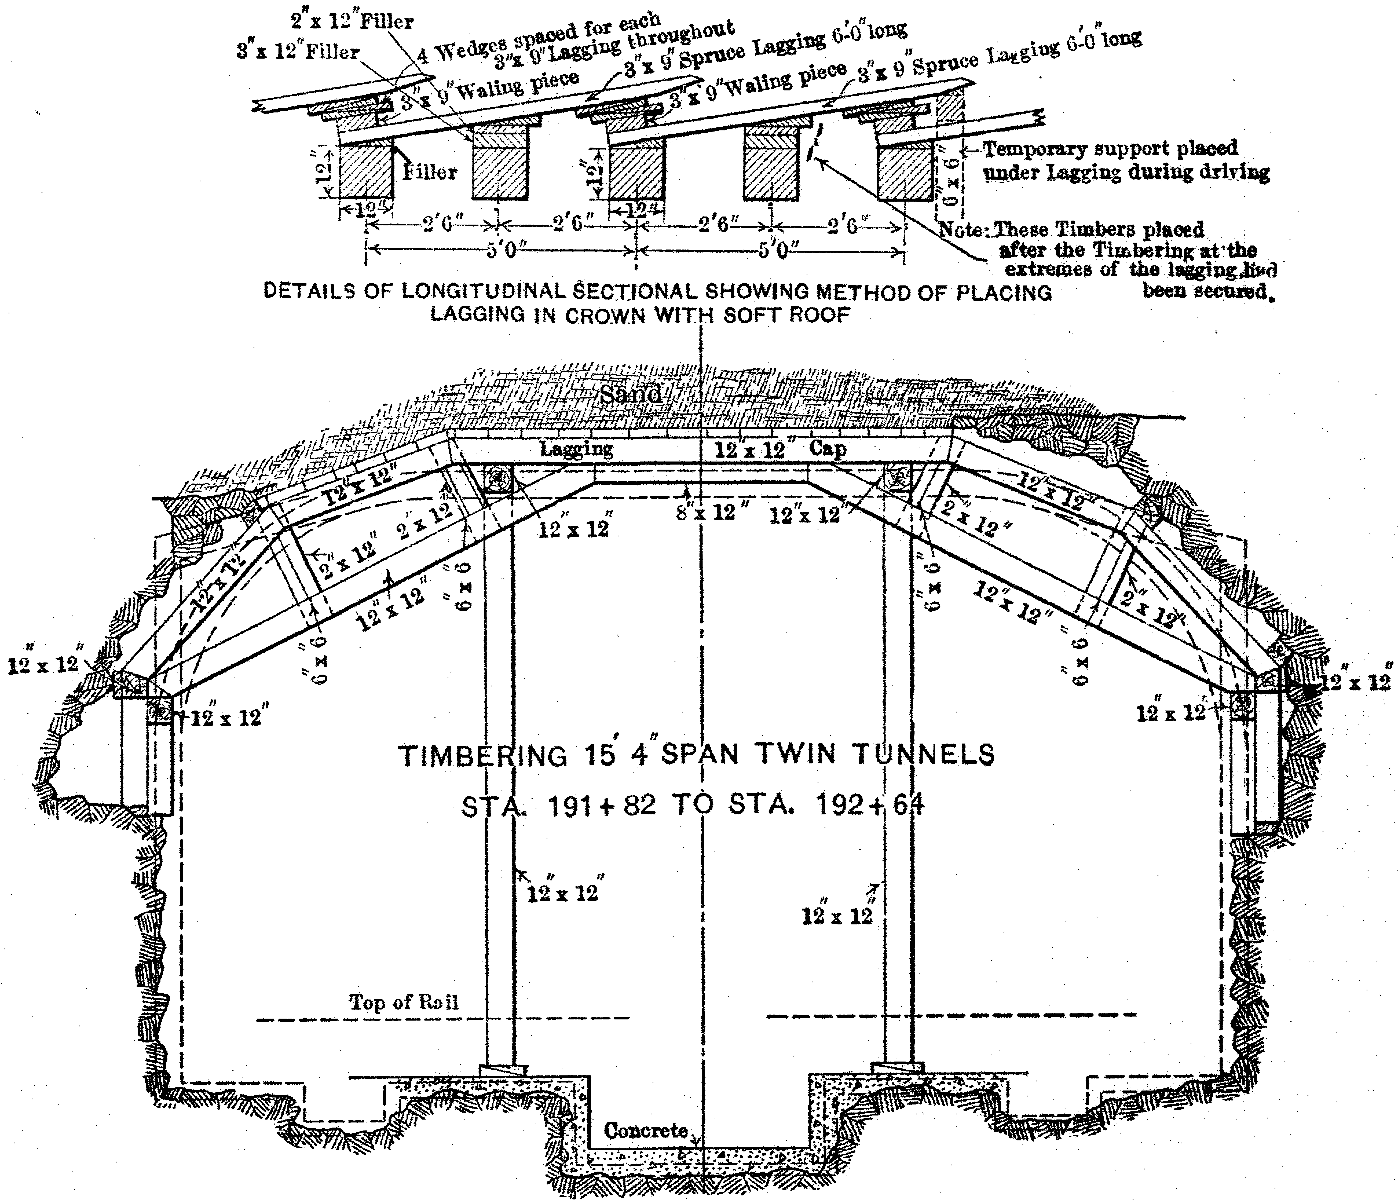 2" x 12" Filler
3" x 12" Filler
4 Wedges spaced for each
3" x 9" Lagging throughout
3" x 9" Waling piece
3" x 9" Spruce Lagging 6'-0" long
3" x 9" Waling piece
3" x 9" Spruce Lagging 6'-0" long
12"
Filler
12"
6" x 6"
Temporary support placed
under Lagging during driving
12"
12"
2'6"
2'6"
2'6"
2'6"
5'0"
5'0"
Note: These Timbers placed
after the Timbering at the
extremes of the lagging had
been secured.
DETAILS OF LONGITUDINAL SECTIONAL SHOWING METHOD OF PLACING
LAGGING IN CROWN WITH SOFT ROOF
Sand
Lagging
12" x 12" Cap
12" x 12"
12" x 12"
12" x 12"
2" x 12"
2" x 12"
12" x 12"
6" x 6"
6" x 6"
12" x 12"
8" x 12"
12" x 12"
2" x 12"
12" x 12"
6" x 6"
6" x 6"
2" x 12"
12" x 12"
12" x 12"
12" x 12"
12" x 12"
TIMBERING 15' 4" SPAN TWIN TUNNELS
STA. 191+82 TO STA. 192+64
12" x 12"
12" x 12"
Top of Rail
Concrete